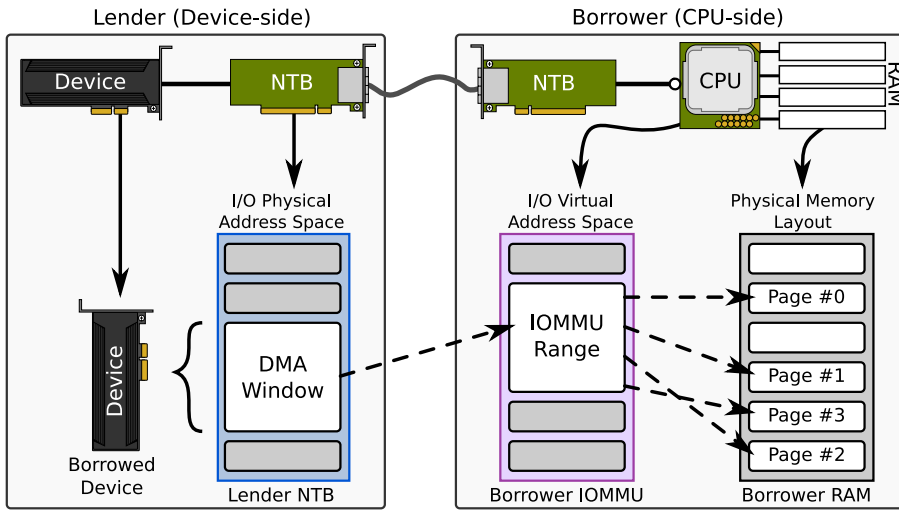 Lender (Device-side)
Borrower (CPU-side)
Device
NTB
NTB
CPU
RAM
I/O Physical
Address Space
I/O Virtual
Address Space
Physical Memory
Layout
Page #0
DMA
Window
IOMMU
Range
Device
Page #1
Page #3
Page #2
Borrowed
Device
Lender NTB
Borrower IOMMU
Borrower RAM